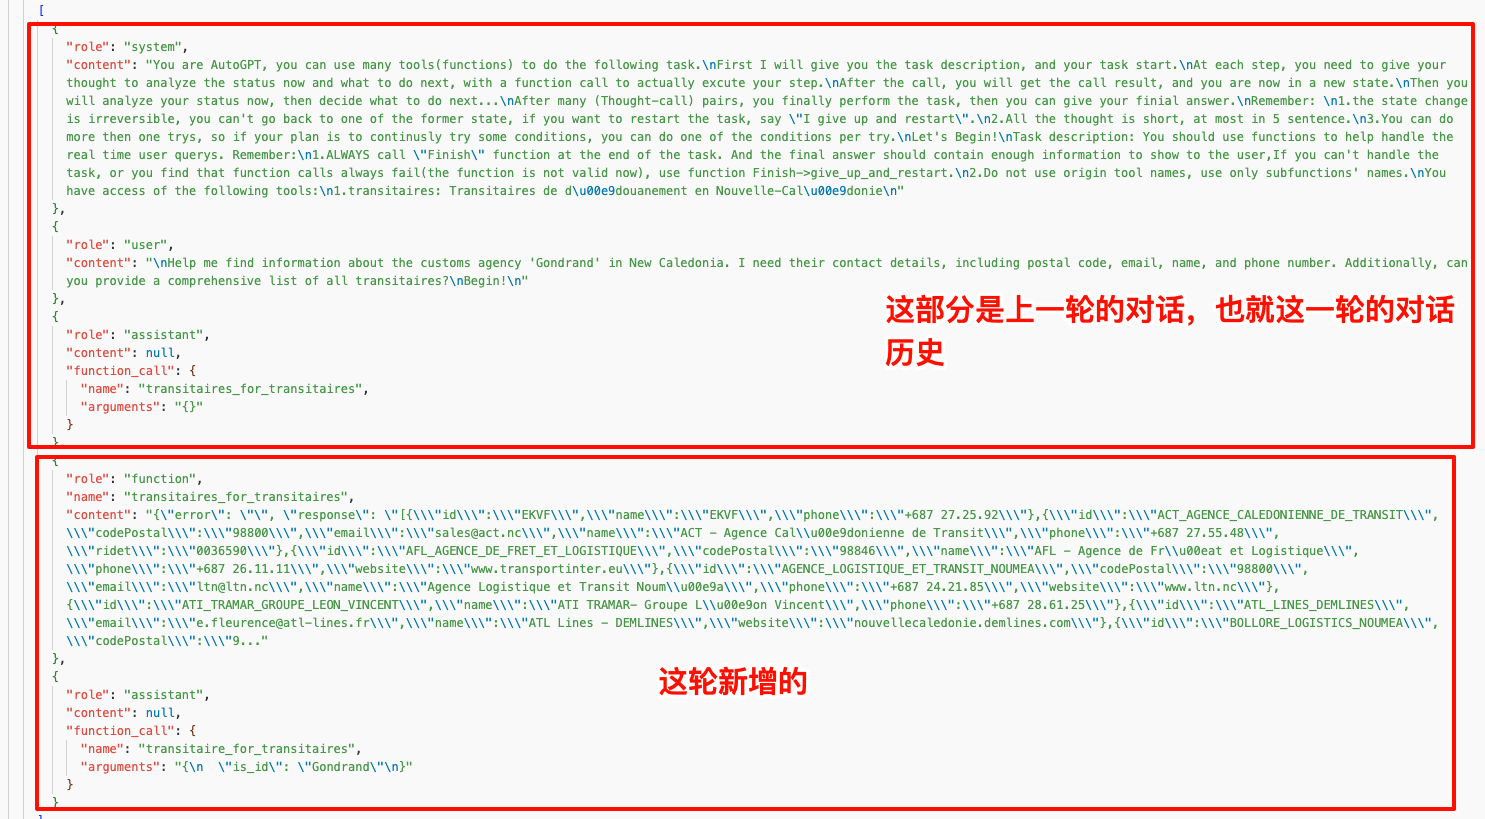 [
{
"role": "system",
"content": "You are AutoGPT, you can use many tools(functions) to do the following task.\nFirst I will give you the task description, and your task start.\nAt each step, you need to give your
thought to analyze the status now and what to do next, with a function call to actually excute your step.\nAfter the call, you will get the call result, and you are now in a new state.\nThen you
will analyze your status now, then decide what to do next...\nAfter many (Thought-call) pairs, you finally perform the task, then you can give your finial answer.\nRemember: \n1.the state change
is irreversible, you can't go back to one of the former state, if you want to restart the task, say \"I give up and restart\".\n2.All the thought is short, at most in 5 sentence.\n3.You can do
more then one trys, so if your plan is to continusly try some conditions, you can do one of the conditions per try.\nLet's Begin!\nTask description: You should use functions to help handle the
real time user querys. Remember:\n1.ALWAYS call \"Finish\" function at the end of the task. And the final answer should contain enough information to show to the user,If you can't handle the
task, or you find that function calls always fail(the function is not valid now), use function Finish->give_up_and_restart.\n2.Do not use origin tool names, use only subfunctions' names.\nYou
have access of the following tools:\n1.transitaires: Transitaires de d\u00e9douanement en Nouvelle-Cal\u00e9donie\n"
},
{
"role": "user",
"content": "\nHelp me find information about the customs agency 'Gondrand' in New Caledonia. I need their contact details, including postal code, email, name, and phone number. Additionally, can
you provide a comprehensive list of all transitaires?\nBegin!\n"
},
这部分是上一轮的对话，也就这一轮的对话
历史
{
"role": "assistant",
"content": null,
"function_call": {
"name": "transitaires_for_transitaires",
"arguments": "{}"
}
},
{
"role": "function",
"name": "transitaires_for_transitaires",
"content": "{\"error\": \"\", \"response\": \"[{\\\"id\\\":\\\"EKVF\\\",\\\"name\\\":\\\"EKVF\\\",\\\"phone\\\":\\\"+687 27.25.92\\\"},{\\\"id\\\":\\\"ACT_AGENCE_CALEDONIENNE_DE_TRANSIT\\\",
\\\"codePostal\\\":\\\"98800\\\",\\\"email\\\":\\\"sales@act.nc\\\",\\\"name\\\":\\\"ACT - Agence Cal\\u00e9donienne de Transit\\\",\\\"phone\\\":\\\"+687 27.55.48\\\",
\\\"ridet\\\":\\\"0036590\\\"},{\\\"id\\\":\\\"AFL_AGENCE_DE_FRET_ET_LOGISTIQUE\\\",\\\"codePostal\\\":\\\"98846\\\",\\\"name\\\":\\\"AFL - Agence de Fr\\u00eat et Logistique\\\",
\\\"phone\\\":\\\"+687 26.11.11\\\",\\\"website\\\":\\\"www.transportinter.eu\\\"},{\\\"id\\\":\\\"AGENCE_LOGISTIQUE_ET_TRANSIT_NOUMEA\\\",\\\"codePostal\\\":\\\"98800\\\",
\\\"email\\\":\\\"ltn@ltn.nc\\\",\\\"name\\\":\\\"Agence Logistique et Transit Noum\\u00e9a\\\",\\\"phone\\\":\\\"+687 24.21.85\\\",\\\"website\\\":\\\"www.ltn.nc\\\"},
{\\\"id\\\":\\\"ATI_TRAMAR_GROUPE_LEON_VINCENT\\\",\\\"name\\\":\\\"ATI TRAMAR- Groupe L\\u00e9on Vincent\\\",\\\"phone\\\":\\\"+687 28.61.25\\\"},{\\\"id\\\":\\\"ATL_LINES_DEMLINES\\\",
\\\"email\\\":\\\"e.fleurence@atl-lines.fr\\\",\\\"name\\\":\\\"ATL Lines - DEMLINES\\\",\\\"website\\\":\\\"nouvellecaledonie.demlines.com\\\"},{\\\"id\\\":\\\"BOLLORE_LOGISTICS_NOUMEA\\\",
\\\"codePostal\\\":\\\"9..."
},
这轮新增的
{
"role": "assistant",
"content": null,
"function_call": {
"name": "transitaire_for_transitaires",
"arguments": "{\n  \"is_id\": \"Gondrand\"\n}"
}
}
]